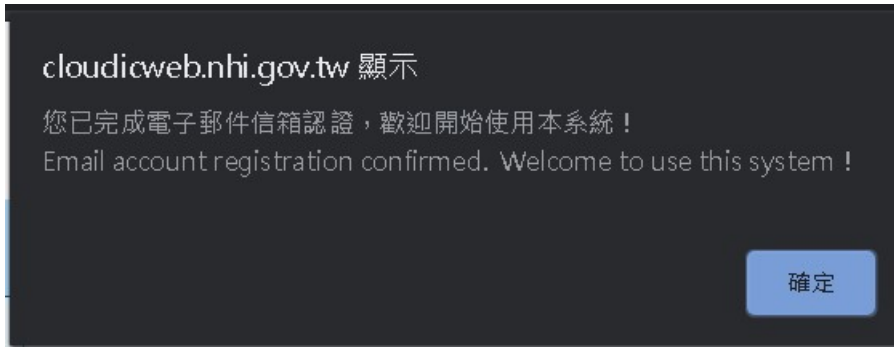 cloudicweb.nhi.gov.tw 顯示
您已完成電子郵件信箱認證，歡迎開始使用本系統！
Email account registration confirmed. Welcome to use this system !
確定